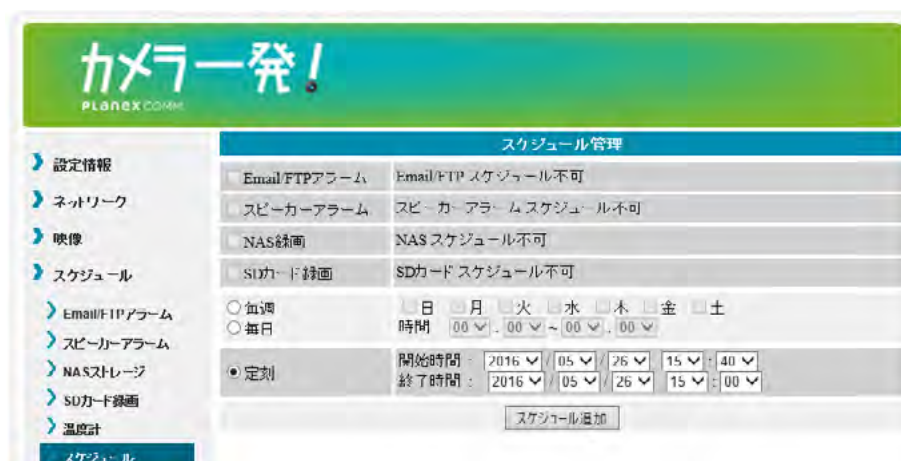 カメラ一発!
PLANEX COMM
スケジュール管理
設定情報
ネットワーク
映像
スケジュール
Email/FTPアラーム
スピーカーアラーム
NASストレージ
SDカード録画
温度計
スケジュール
Email/FTPアラーム Email/FTP スケジュール不可
スピーカーアラーム スピーカーアラーム スケジュール不可
NAS録画 NAS スケジュール不可
SDカード録画 SDカード スケジュール不可
毎週 日 月 火 水 木 金 土
毎日 時間 00 : 00 ~ 00 : 00
定刻
開始時間 : 2016 / 05 / 26 15 : 40
終了時間 : 2016 / 05 / 26 15 : 00
スケジュール追加